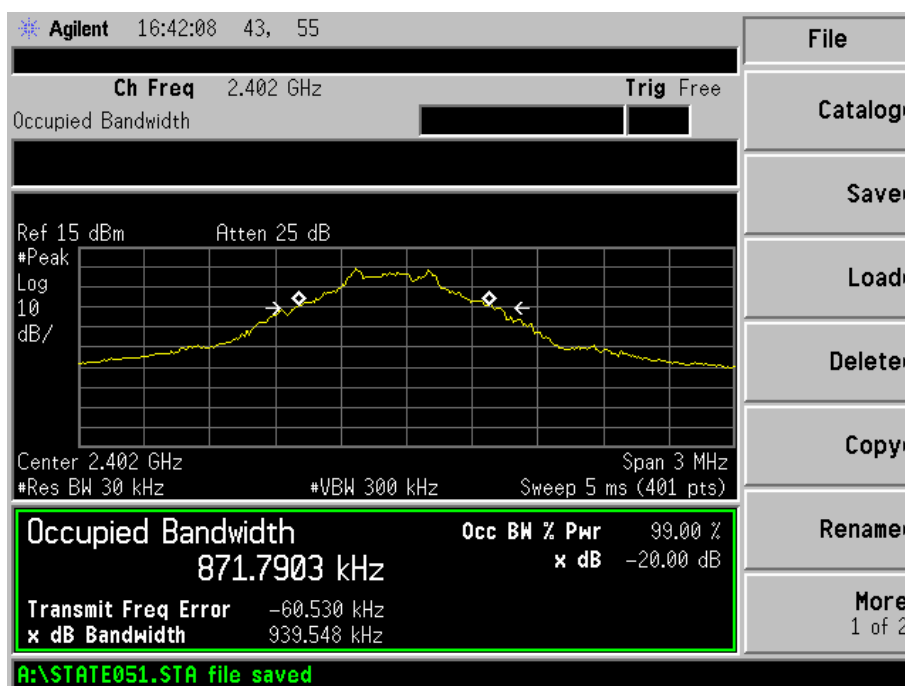 Agilent 16:42:08 43, 55
File
Ch Freq 2.402 GHz Trig Free
Occupied Bandwidth
Catalog
Save
Ref 15 dBm Atten 25 dB
#Peak
Log
10
dB/
Load
Delete
Copy
Center 2.402 GHz Span 3 MHz
#Res BW 30 kHz #VBW 300 kHz Sweep 5 ms (401 pts)
Occupied Bandwidth Occ BW % Pwr 99.00 %
871.7903 kHz x dB -20.00 dB
Rename
Transmit Freq Error -60.530 kHz
x dB Bandwidth 939.548 kHz
More
1 of 2
A:\STATE051.STA file saved